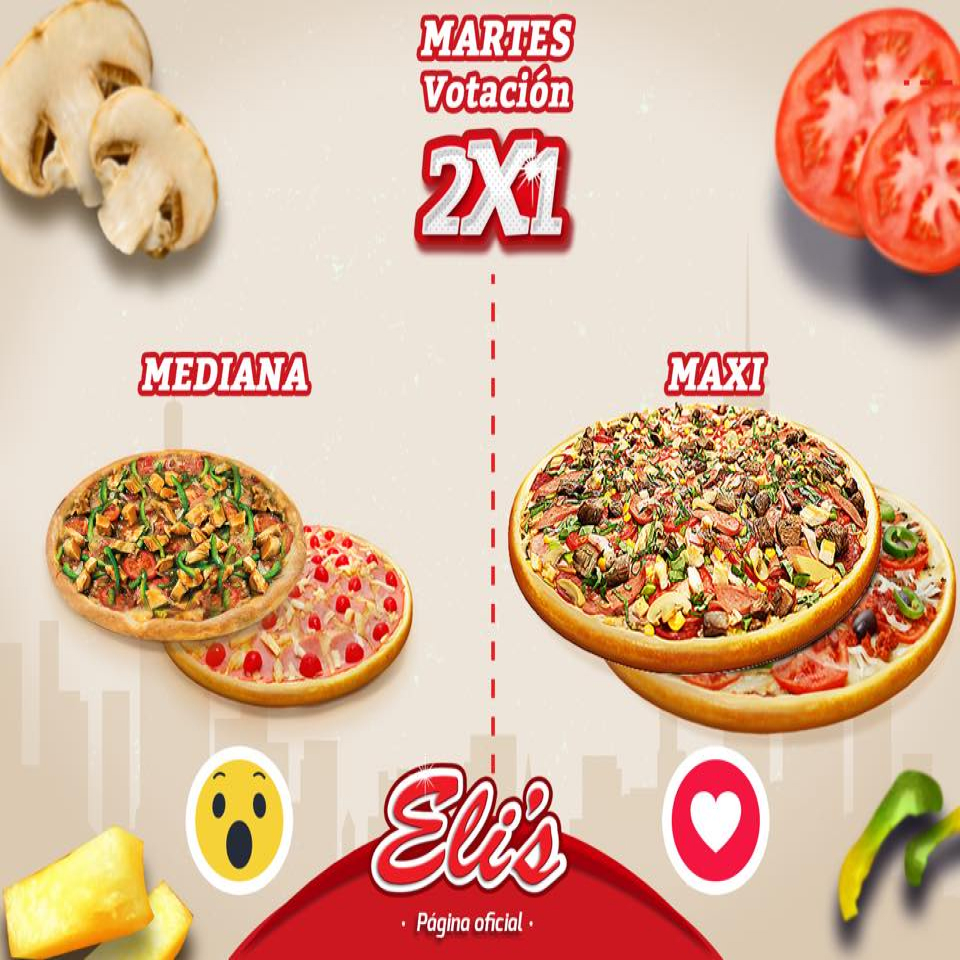 MARTES
Votación
2X1
MEDIANA
MAXI
Eli's
· Página oficial ·